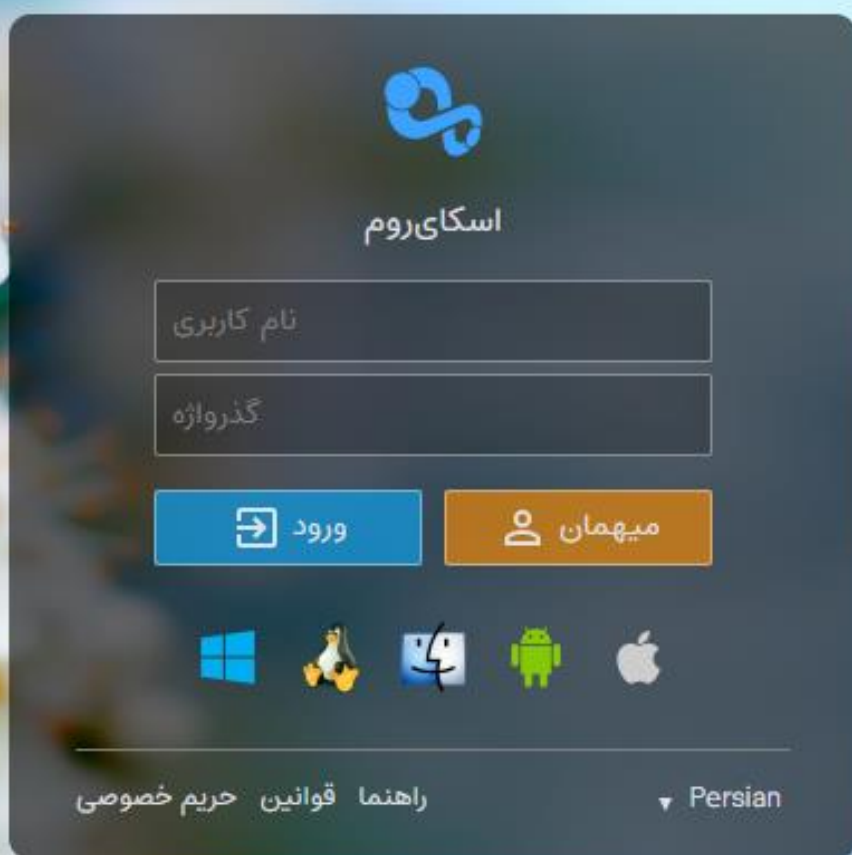 اسکای‌روم
نام کاربری
گذرواژه
میهمان ورود
راهنما قوانین حریم خصوصی Persian